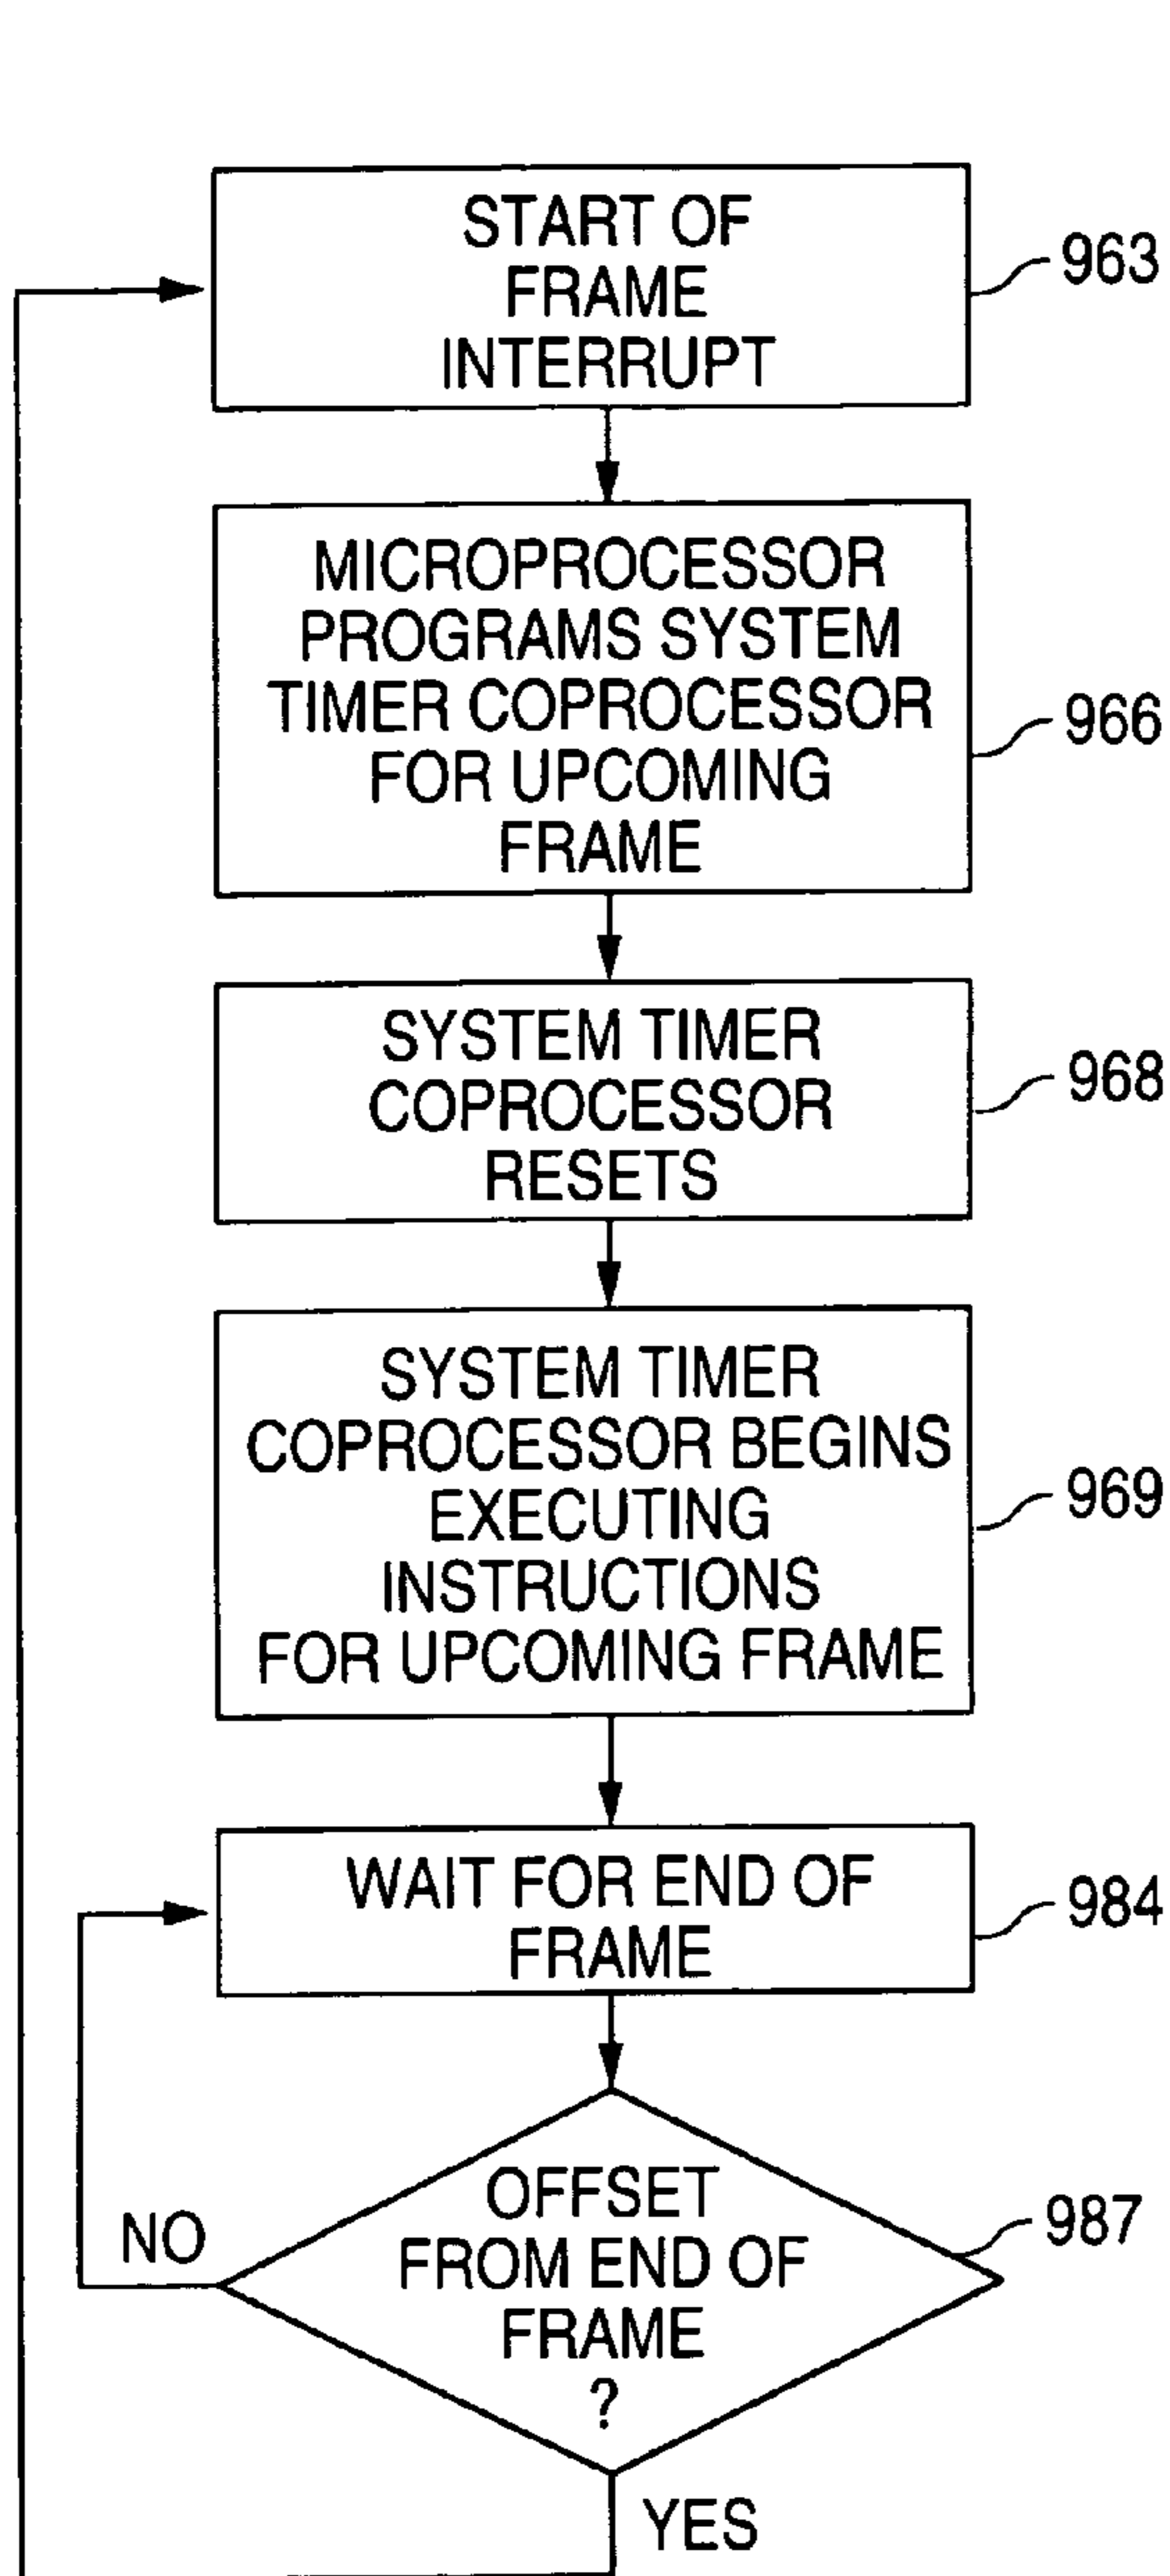 START OF
FRAME
INTERRUPT
963
MICROPROCESSOR
PROGRAMS SYSTEM
TIMER COPROCESSOR
FOR UPCOMING
FRAME
966
SYSTEM TIMER
COPROCESSOR
RESETS
968
SYSTEM TIMER
COPROCESSOR BEGINS
EXECUTING
INSTRUCTIONS
FOR UPCOMING FRAME
969
WAIT FOR END OF
FRAME
984
OFFSET
FROM END OF
FRAME
?
987
NO
YES